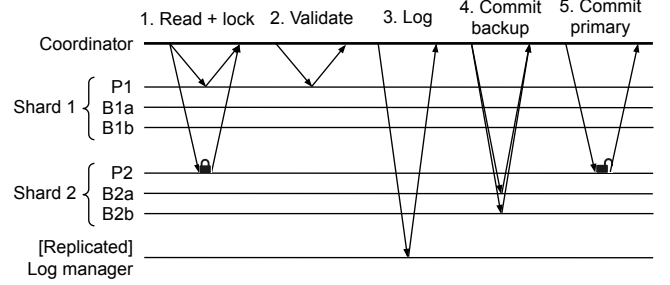 1. Read + lock
2. Validate
3. Log
4. Commit
backup
5. Commit
primary
Coordinator
Shard 1
P1
B1a
B1b
Shard 2
P2
B2a
B2b
[Replicated]
Log manager